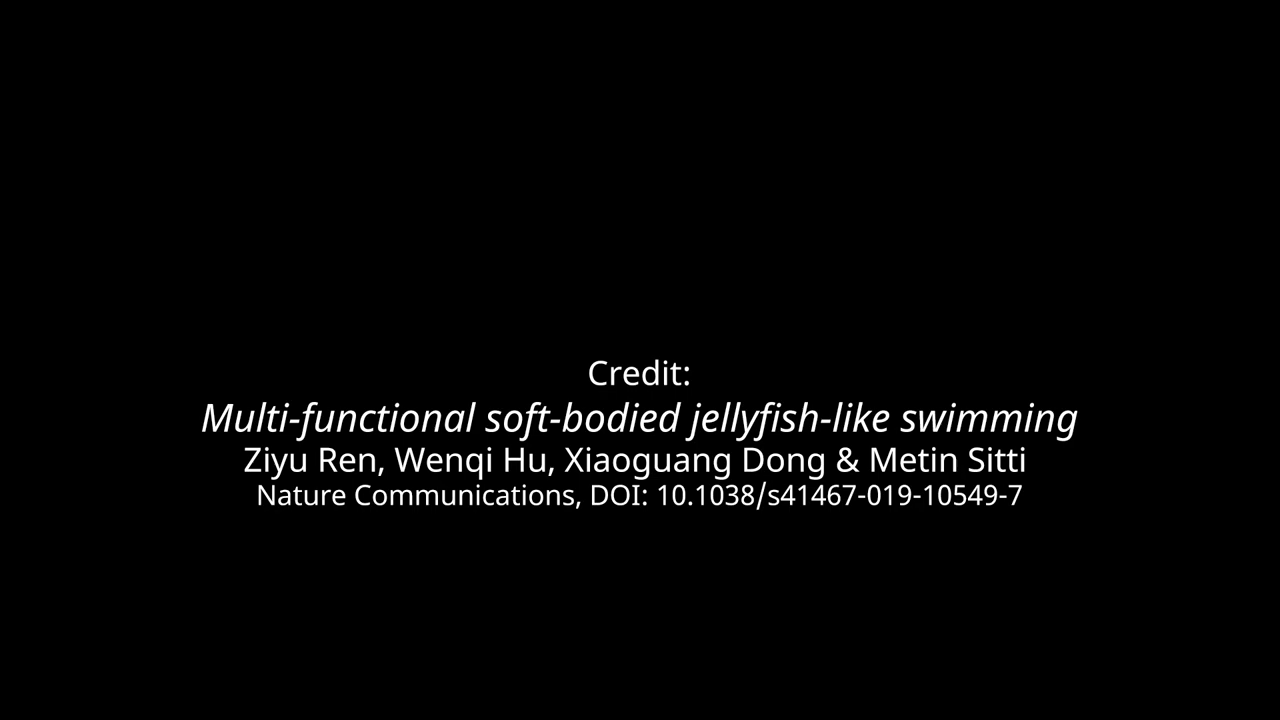 Credit:
Multi-functional soft-bodied jellyfish-like swimming
Ziyu Ren, Wenqi Hu, Xiaoguang Dong & Metin Sitti
Nature Communications, DOI: 10.1038/s41467-019-10549-7